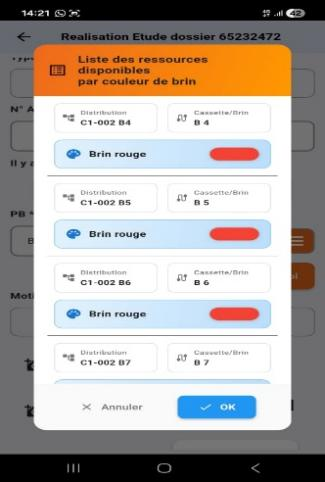 14:21
42
Realisation Etude dossier 65232472
Liste des ressources
disponibles
par couleur de brin
N° A
Distribution
C1-002 B4
Cassette/Brin
B 4
Brin rouge
Il y a
Distribution
C1-002 B5
Cassette/Brin
B 5
PB *
Brin rouge
Distribution
C1-002 B6
Cassette/Brin
B 6
Moti
Brin rouge
Distribution
C1-002 B7
Cassette/Brin
B 7
Annuler
OK